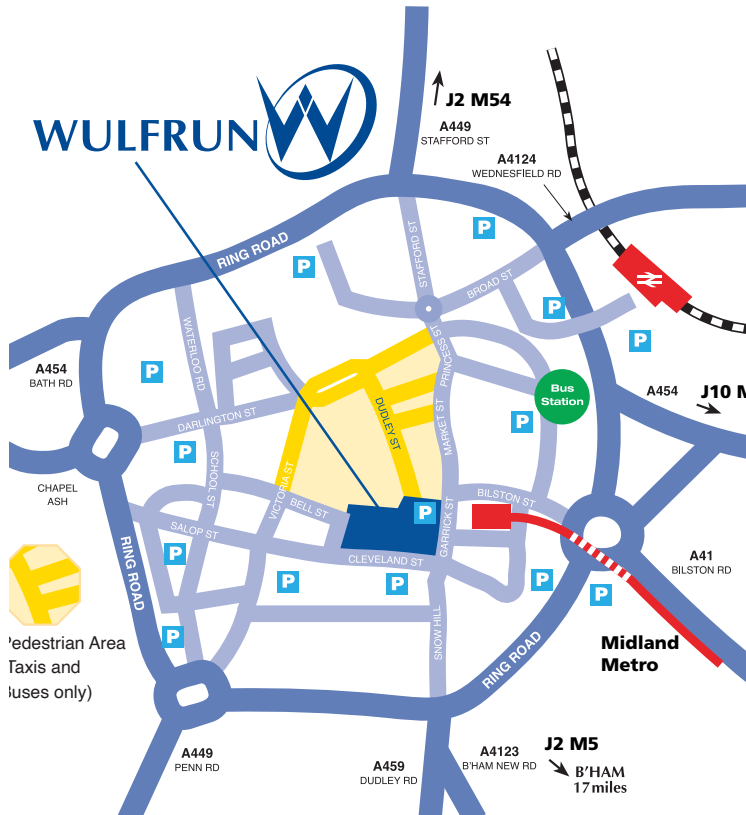 J2 M54
WULFRUN
W
A449
STAFFORD ST
A4124
WEDNESFIELD RD
P
RING ROAD
P
STAFFORD ST
BROAD ST
P
P
WATERLOO RD
PRINCESS ST
A454
BATH RD
P
Bus
Station
A454
J10 M
DUDLEY ST
MARKET ST
DARLINGTON ST
P
P
CHAPEL
ASH
SCHOOL ST
VICTORIA ST
BELL ST
BILSTON ST
P
GARRICK ST
SALOP ST
P
CLEVELAND ST
A41
BILSTON RD
RING ROAD
P
P
P
P
Pedestrian Area
(Taxis and
Buses only)
P
SNOW HILL
RING ROAD
Midland
Metro
A449
PENN RD
A459
DUDLEY RD
A4123
B'HAM NEW RD
J2 M5
B'HAM
17miles